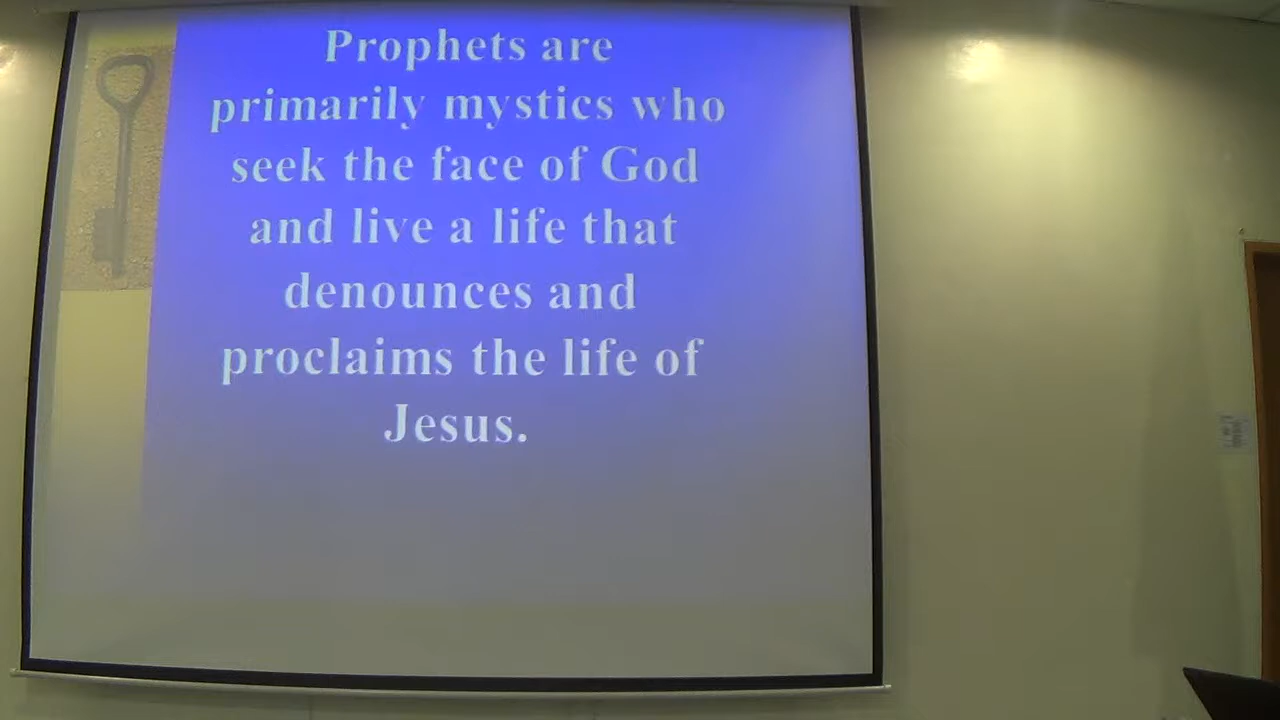 Prophets are
primarily mystics who
seek the face of God
and live a life that
denounces and
proclaims the life of
Jesus.